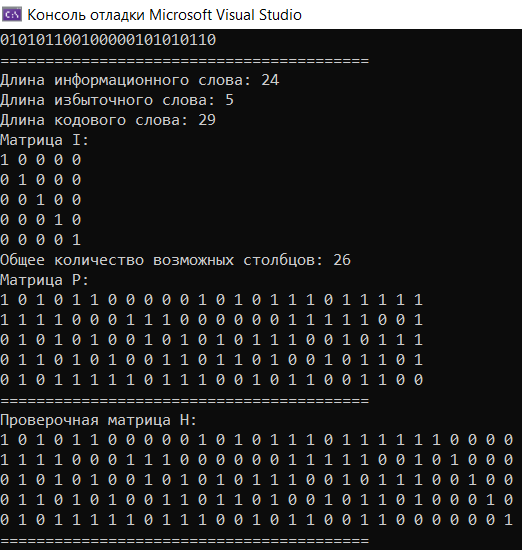 Консоль отладки Microsoft Visual Studio
010101100100000101010110
=========================================
Длина информационного слова: 24
Длина избыточного слова: 5
Длина кодового слова: 29
Матрица I:
1 0 0 0 0
0 1 0 0 0
0 0 1 0 0
0 0 0 1 0
0 0 0 0 1
Общее количество возможных столбцов: 26
Матрица P:
1 0 1 0 1 1 0 0 0 0 0 1 0 1 0 1 1 1 0 1 1 1 1 1
1 1 1 1 0 0 0 1 1 1 0 0 0 0 0 0 1 1 1 1 1 0 0 1
0 1 0 1 0 1 0 0 1 0 1 0 1 0 1 1 1 0 0 1 0 1 1 1
0 1 1 0 1 0 1 0 0 1 1 0 1 1 0 1 0 0 1 0 1 1 0 1
0 1 0 1 1 1 1 1 0 1 1 1 0 0 1 0 1 1 0 0 1 1 0 0
=========================================
Проверочная матрица H:
1 0 1 0 1 1 0 0 0 0 0 1 0 1 0 1 1 1 0 1 1 1 1 1 1 0 0 0 0
1 1 1 1 0 0 0 1 1 1 0 0 0 0 0 0 1 1 1 1 1 0 0 1 0 1 0 0 0
0 1 0 1 0 1 0 0 1 0 1 0 1 0 1 1 1 0 0 1 0 1 1 1 0 0 1 0 0
0 1 1 0 1 0 1 0 0 1 1 0 1 1 0 1 0 0 1 0 1 1 0 1 0 0 0 1 0
0 1 0 1 1 1 1 1 0 1 1 1 0 0 1 0 1 1 0 0 1 1 0 0 0 0 0 0 1
=========================================